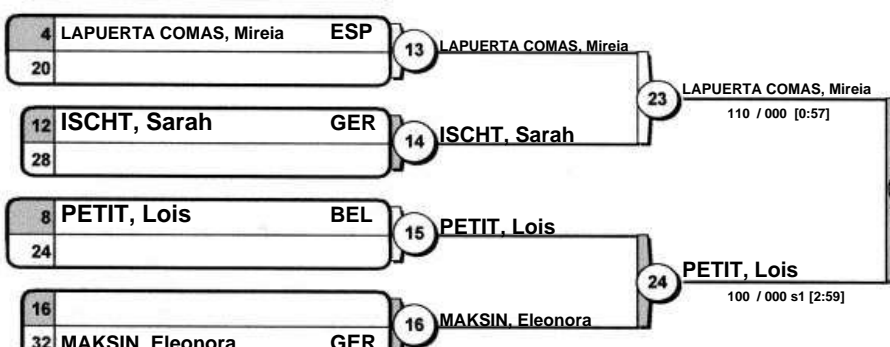 4 LAPUERTA COMAS, Mireia ESP
20
13 LAPUERTA COMAS, Mireia
12 ISCHT, Sarah GER
28
14 ISCHT, Sarah
23 LAPUERTA COMAS, Mireia
110 / 000 [0:57]
8 PETIT, Lois BEL
24
15 PETIT, Lois
16
32 MAKSIN, Eleonora GER
16 MAKSIN, Eleonora
24 PETIT, Lois
100 / 000 s1 [2:59]